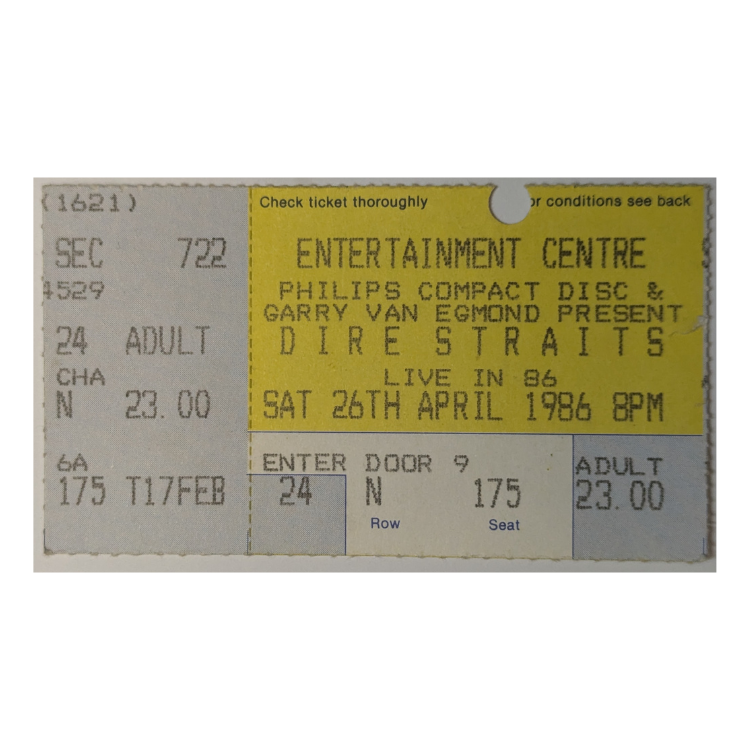 (1621)
SEC 722
4529
24 ADULT
CHA
N 23.00
6A
175 T17FEB
Check ticket thoroughly or conditions see back
ENTERTAINMENT CENTRE
PHILIPS COMPACT DISC &
GARRY VAN EGMOND PRESENT
DIRE STRAITS
LIVE IN 86
SAT 26TH APRIL 1986 8PM
ENTER DOOR 9 ADULT
24 N 175 23.00
Row Seat